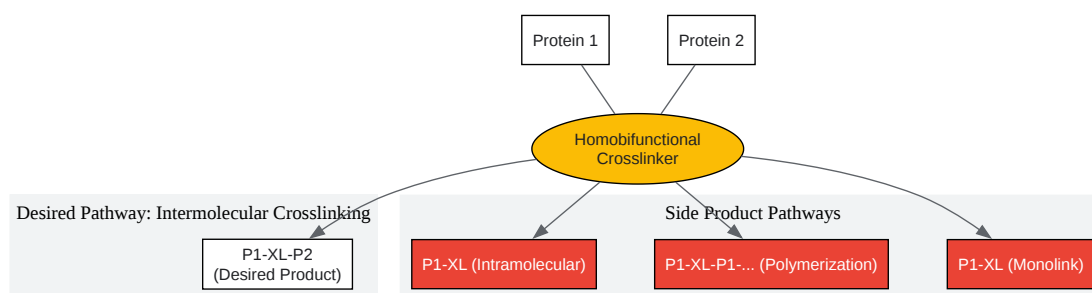 Protein 1
Protein 2
Homobifunctional
Crosslinker
Desired Pathway: Intermolecular Crosslinking
Side Product Pathways
P1-XL-P2
(Desired Product)
P1-XL (Intramolecular)
P1-XL-P1-... (Polymerization)
P1-XL (Monolink)